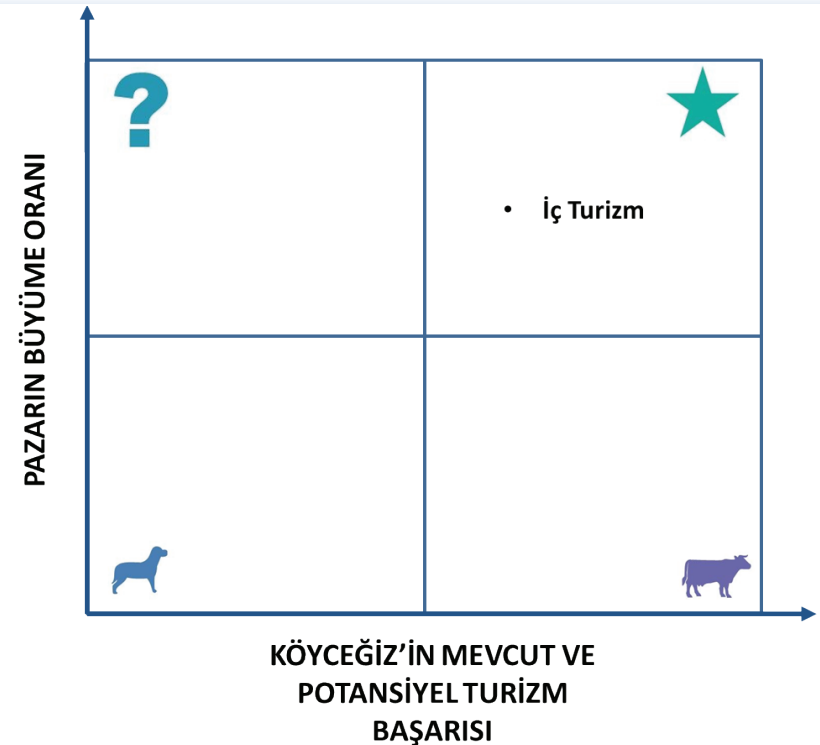 ?
PAZARIN BÜYÜME ORANI
• İç Turizm
KÖYCEĞİZ’İN MEVCUT VE
POTANSİYEL TURİZM
BAŞARISI